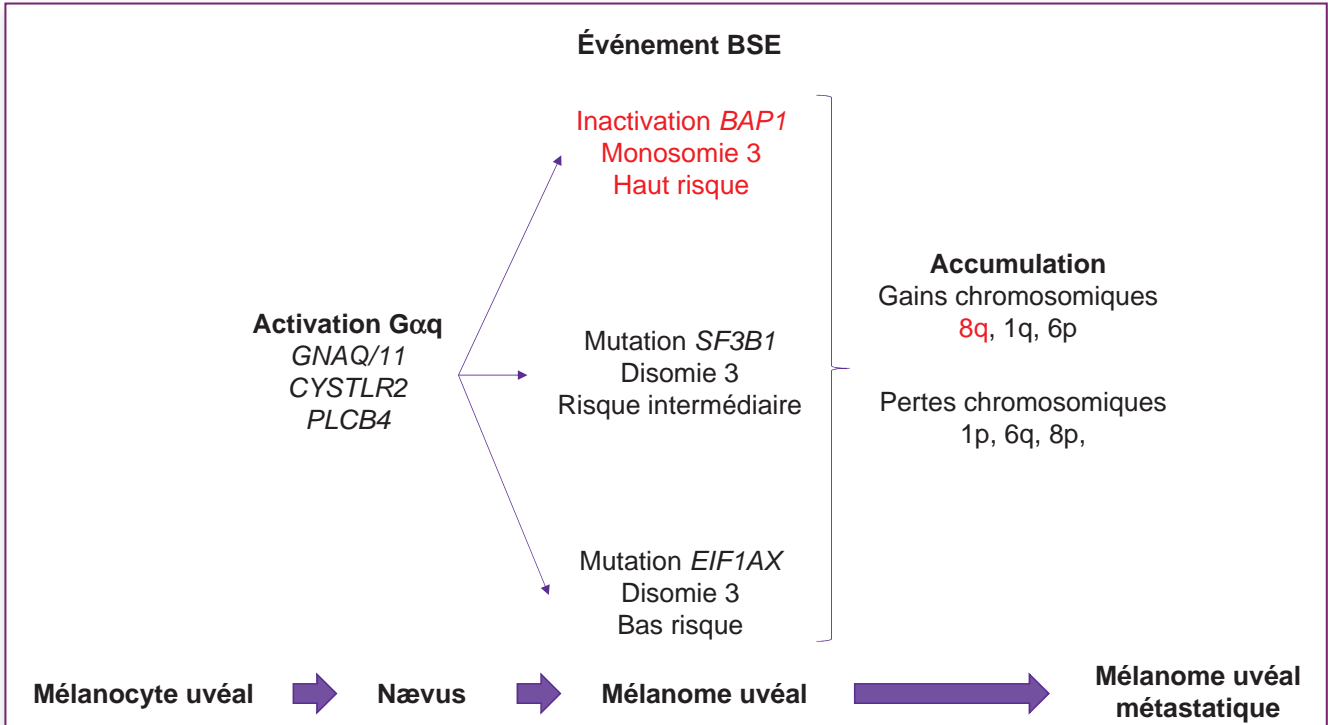 Événement BSE
Inactivation BAP1
Monosomie 3
Haut risque
Activation Gαq
GNAQ/11
CYSTLR2
PLCB4
Mutation SF3B1
Disomie 3
Risque intermédiaire
Mutation EIF1AX
Disomie 3
Bas risque
Accumulation
Gains chromosomiques
8q, 1q, 6p
Pertes chromosomiques
1p, 6q, 8p,
Mélanocyte uvéal
Nævus
Mélanome uvéal
Mélanome uvéal
métastatique